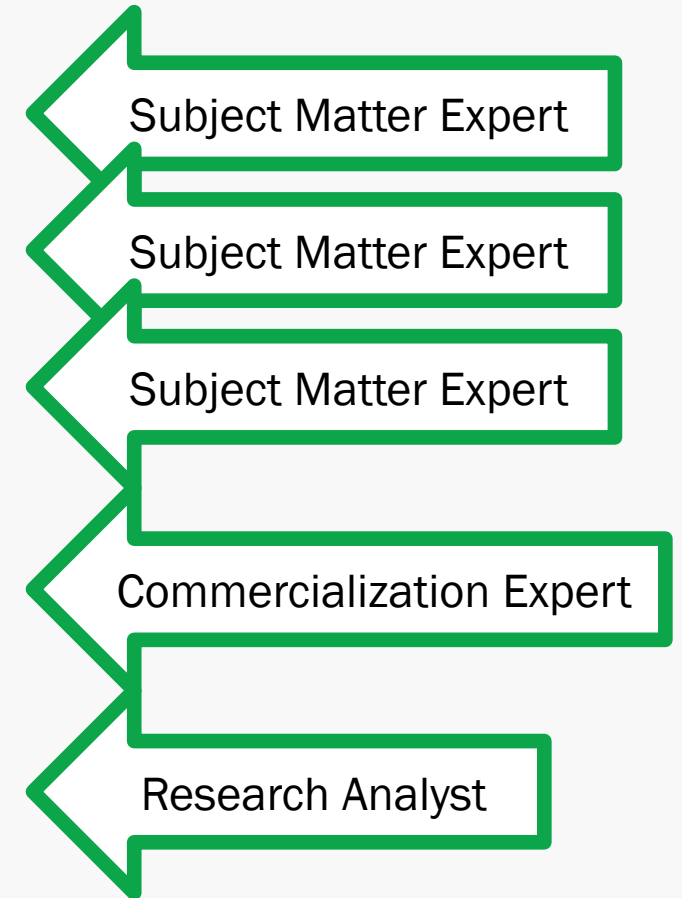 Subject Matter Expert
Subject Matter Expert
Subject Matter Expert
Commercialization Expert
Research Analyst